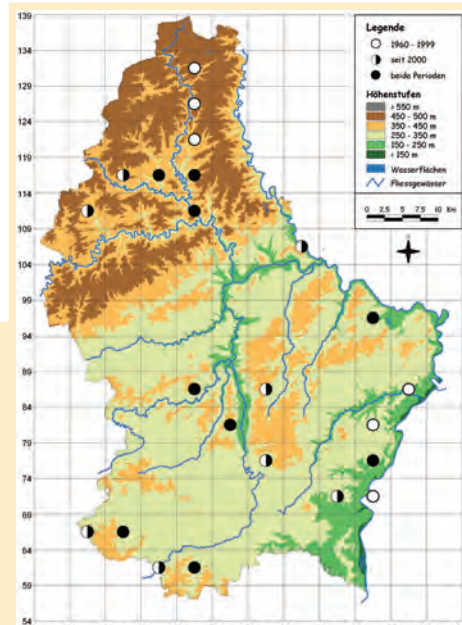 139
134
129
124
119
114
109
104
99
94
89
84
79
74
69
64
59
54
Legende
1960 - 1999
seit 2000
beide Perioden
Höhenstufen
> 550 m
450 - 500 m
350 - 450 m
250 - 350 m
150 - 250 m
< 150 m
Wasserflächen
Fliessgewässer
0 2.5 5 7.5 10 Km